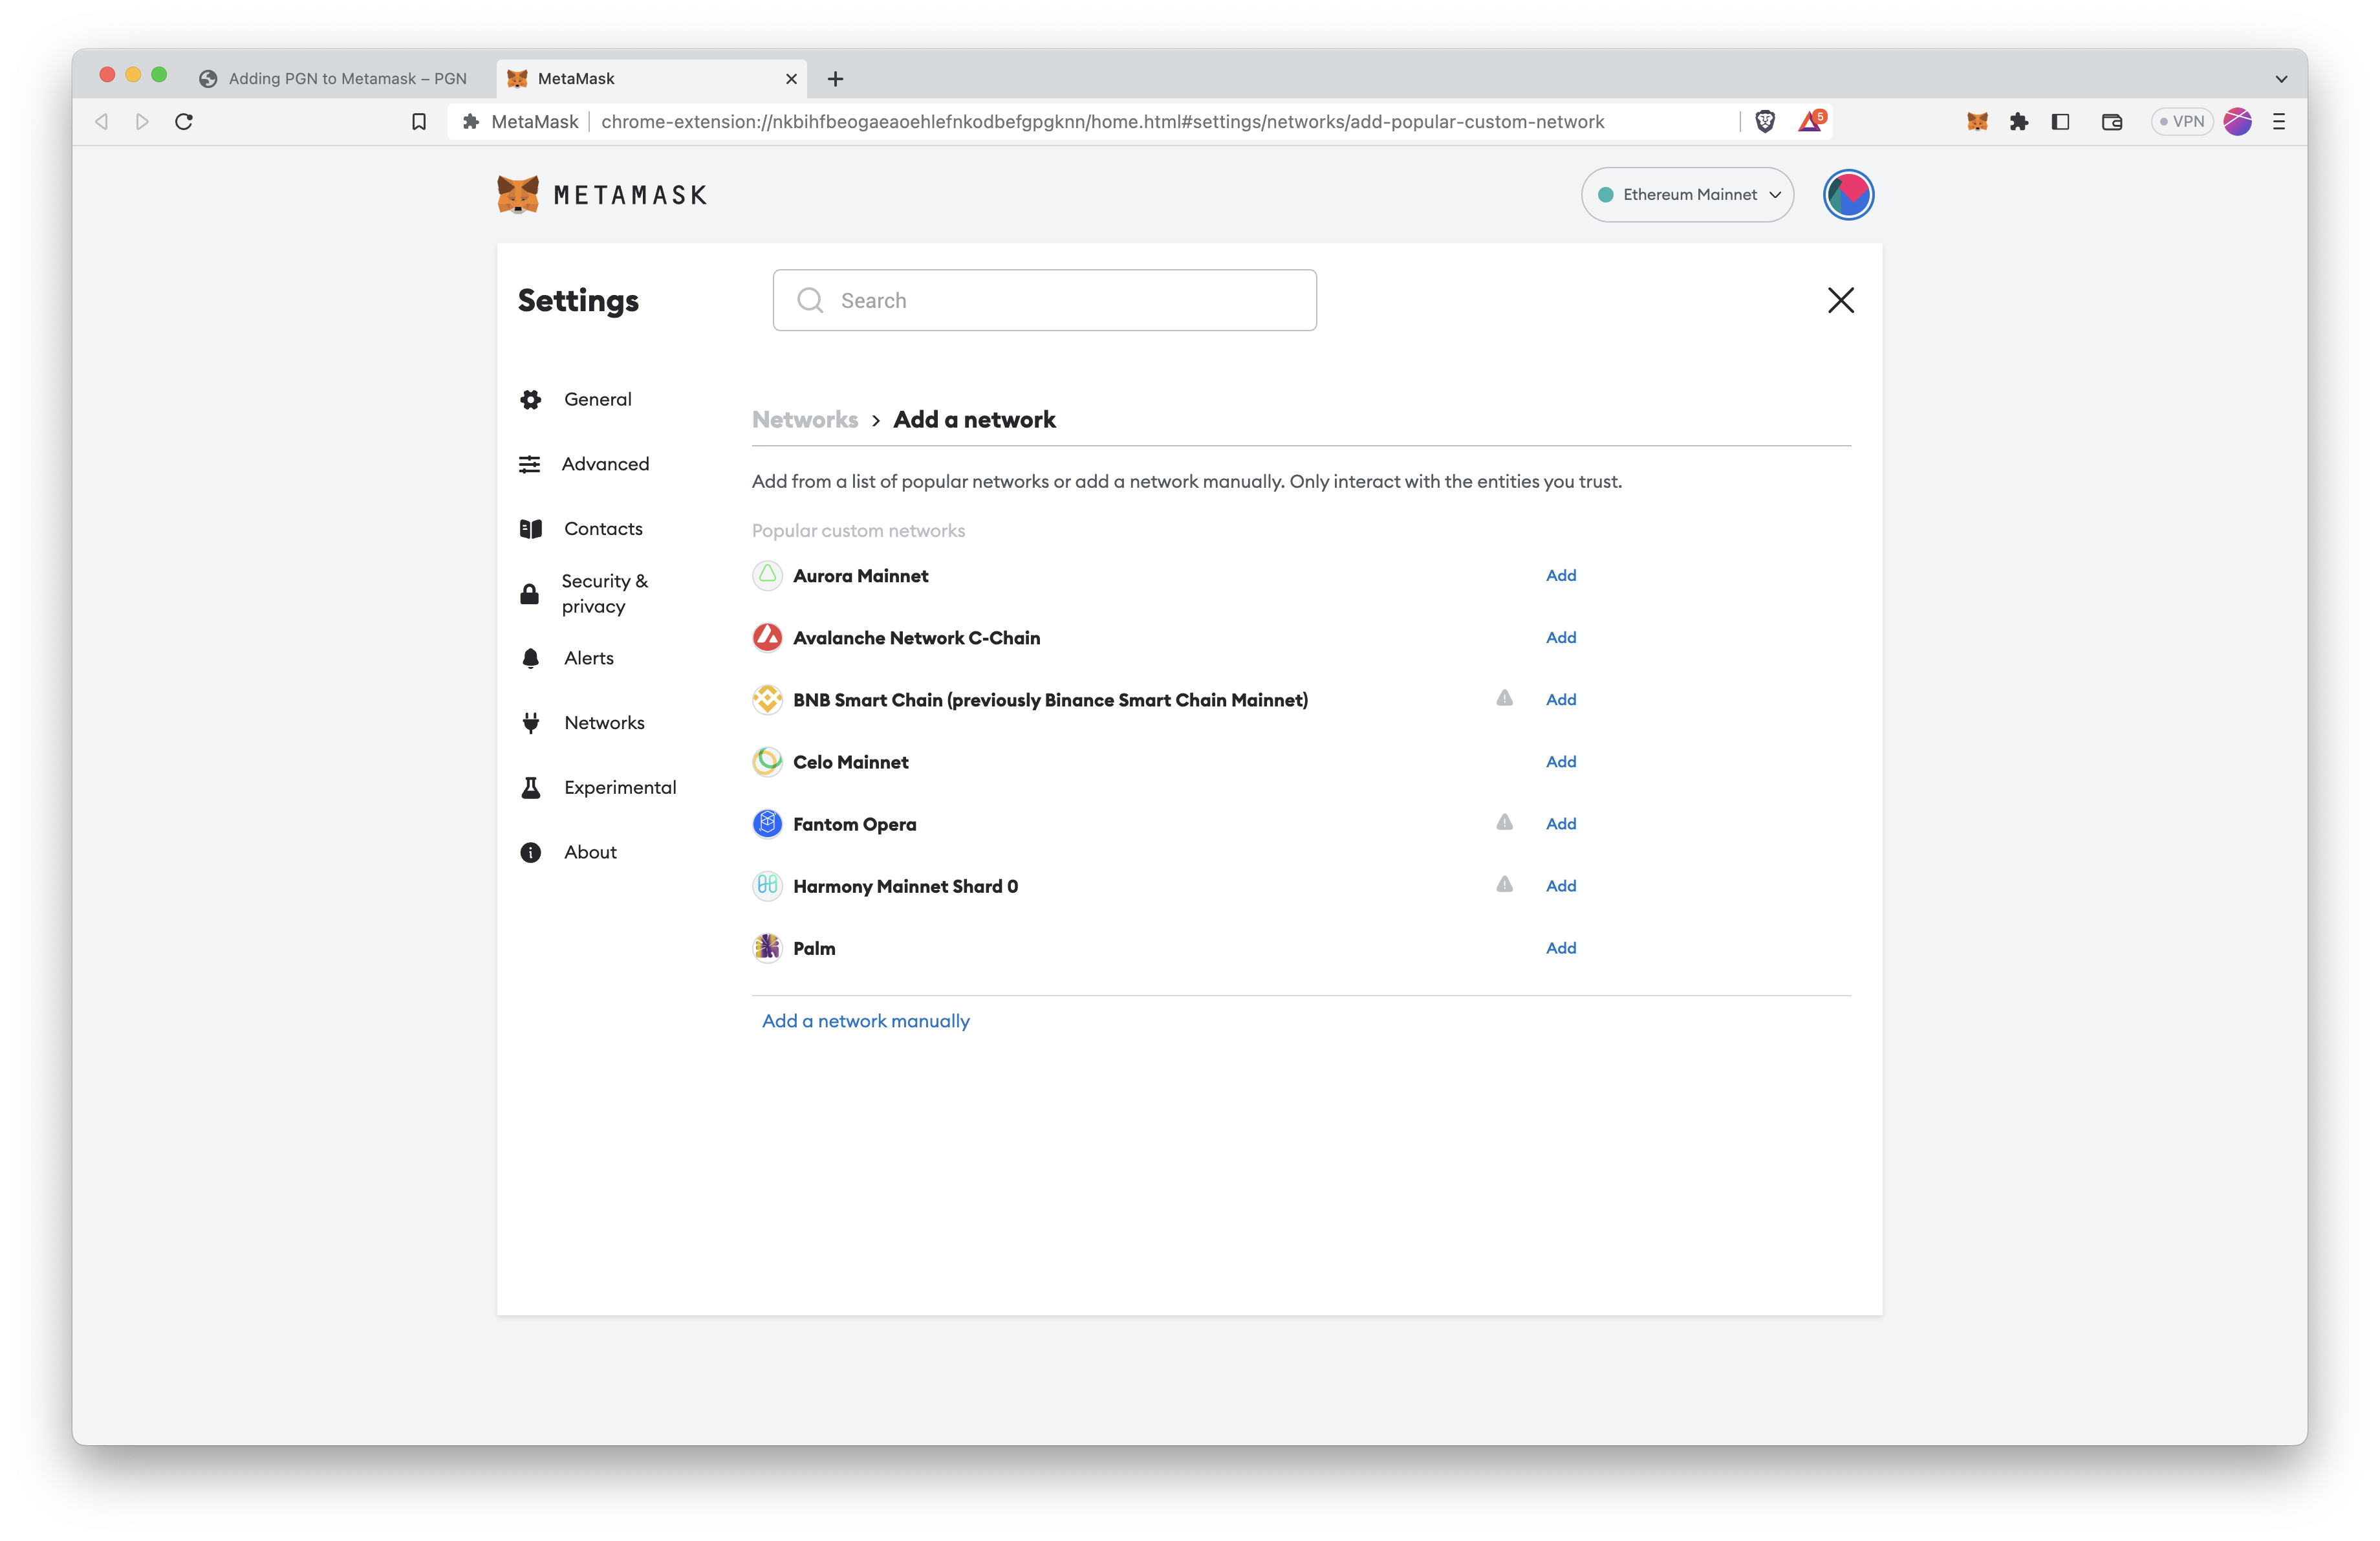 Adding PGN to Metamask – PGN
MetaMask
MetaMask
chrome-extension://nkbihfbeogaeaoehlefnkodbefgpgknn/home.html#settings/networks/add-popular-custom-network
5
VPN
METAMASK
Ethereum Mainnet
Settings
Search
General
Advanced
Contacts
Security &
privacy
Alerts
Networks
Experimental
About
Networks > Add a network
Add from a list of popular networks or add a network manually. Only interact with the entities you trust.
Popular custom networks
Aurora Mainnet Add
Avalanche Network C-Chain Add
BNB Smart Chain (previously Binance Smart Chain Mainnet) Add
Celo Mainnet Add
Fantom Opera Add
Harmony Mainnet Shard 0 Add
Palm Add
Add a network manually